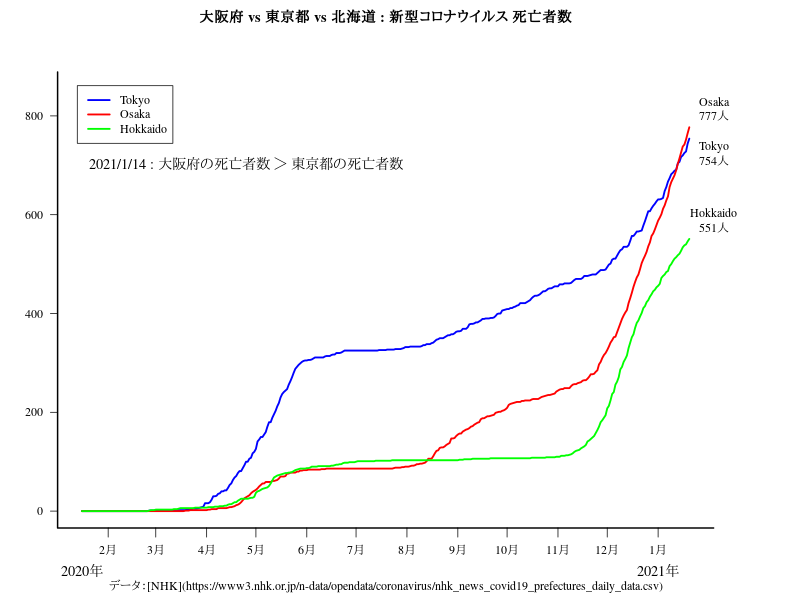 大阪府 vs 東京都 vs 北海道 : 新型コロナウイルス 死亡者数
Tokyo
Osaka
Hokkaido
2021/1/14 : 大阪府の死亡者数 ＞ 東京都の死亡者数
Osaka
777人
Tokyo
754人
Hokkaido
551人
800
600
400
200
0
2月 3月 4月 5月 6月 7月 8月 9月 10月 11月 12月 1月
2020年 2021年
データ：[NHK](https://www3.nhk.or.jp/n-data/opendata/coronavirus/nhk_news_covid19_prefectures_daily_data.csv)